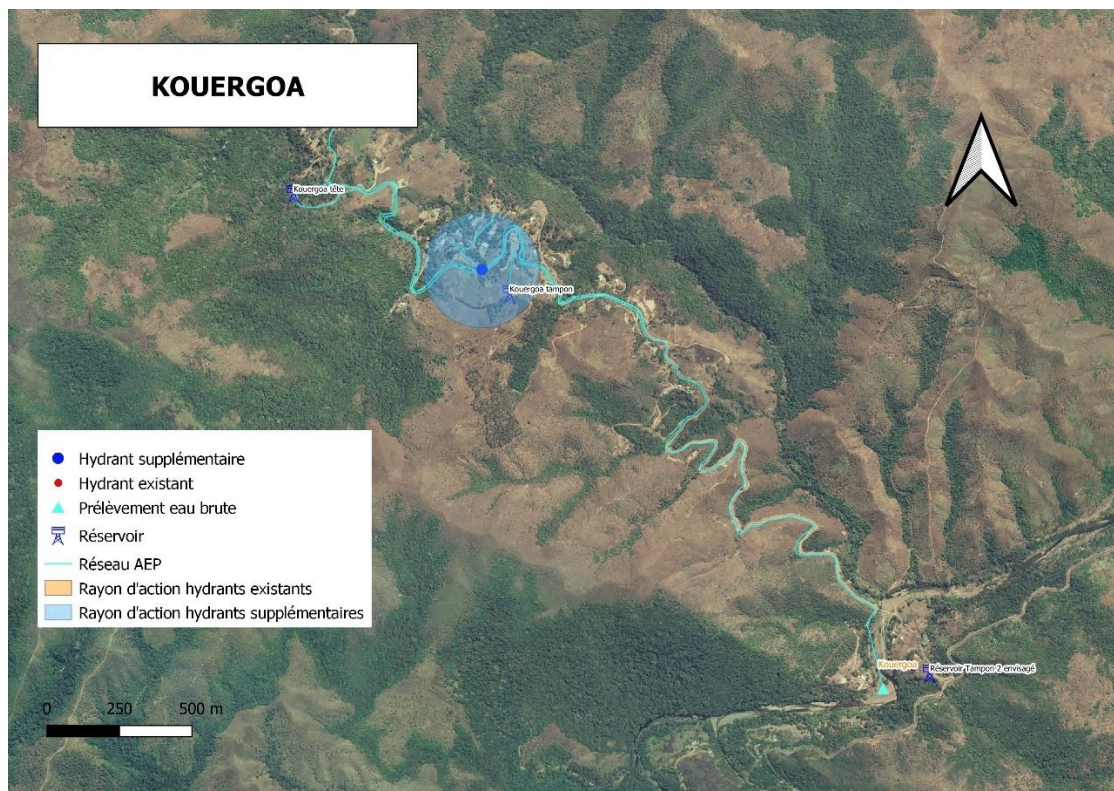 KOUERGOA
Kouergoa tête
Kouergoa tampon
Hydrant supplémentaire
Hydrant existant
Prélèvement eau brute
Réservoir
Réseau AEP
Rayon d'action hydrants existants
Rayon d'action hydrants supplémentaires
Kouergoa
Réservoir Tampon 2 envisagé
0 250 500 m